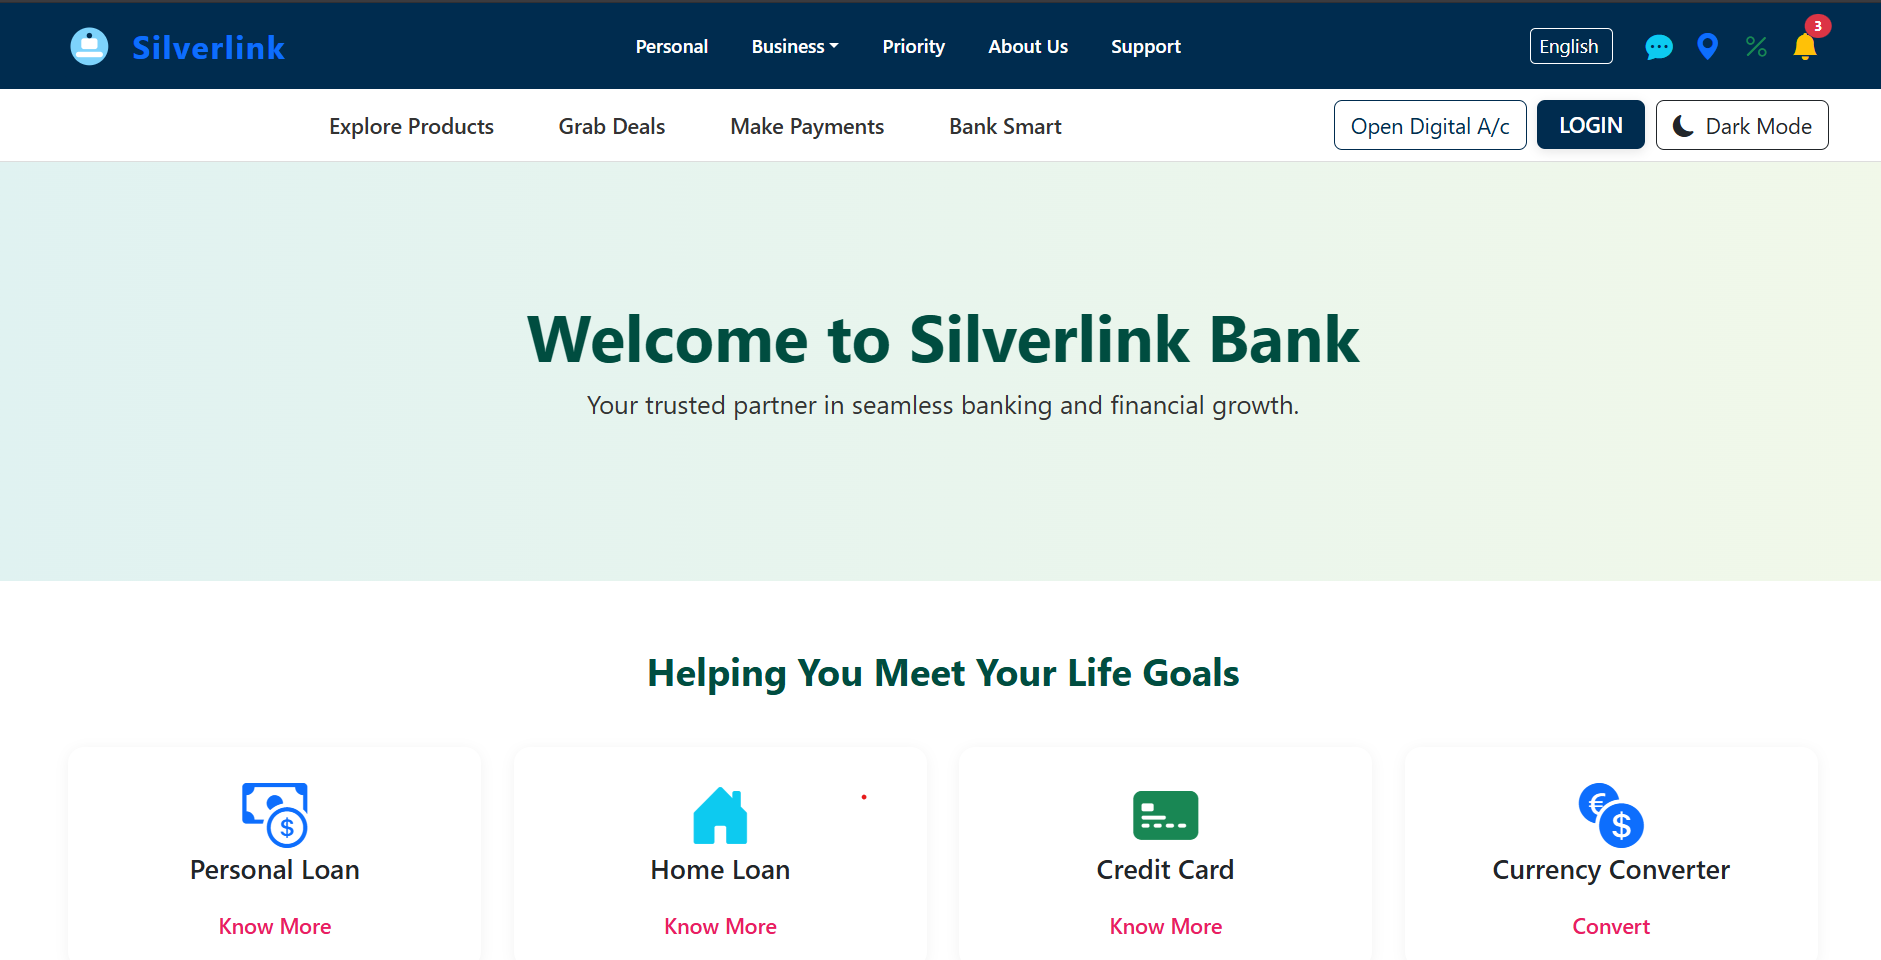 Silverlink
Personal Business Priority About Us Support
English
3
Explore Products Grab Deals Make Payments Bank Smart
Open Digital A/c LOGIN Dark Mode
Welcome to Silverlink Bank
Your trusted partner in seamless banking and financial growth.
Helping You Meet Your Life Goals
$
€
$
Personal Loan Home Loan Credit Card Currency Converter
Know More Know More Know More Convert